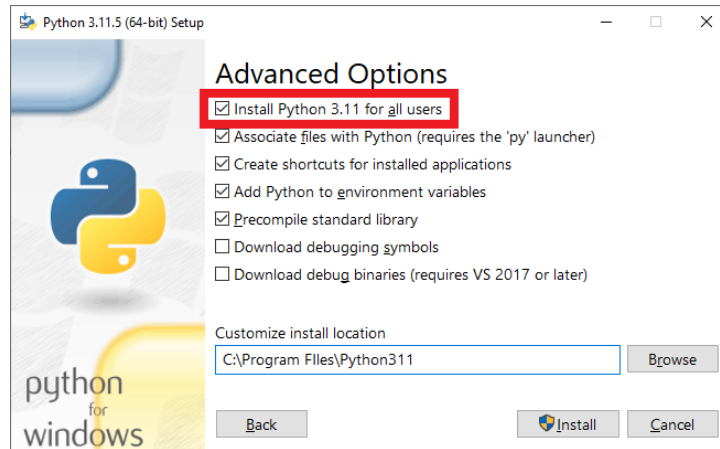 Python 3.11.5 (64-bit) Setup
Advanced Options
Install Python 3.11 for all users
Associate files with Python (requires the 'py' launcher)
Create shortcuts for installed applications
Add Python to environment variables
Precompile standard library
Download debugging symbols
Download debug binaries (requires VS 2017 or later)
Customize install location
C:\Program FIles\Python311
Browse
python
for
windows
Back
Install
Cancel